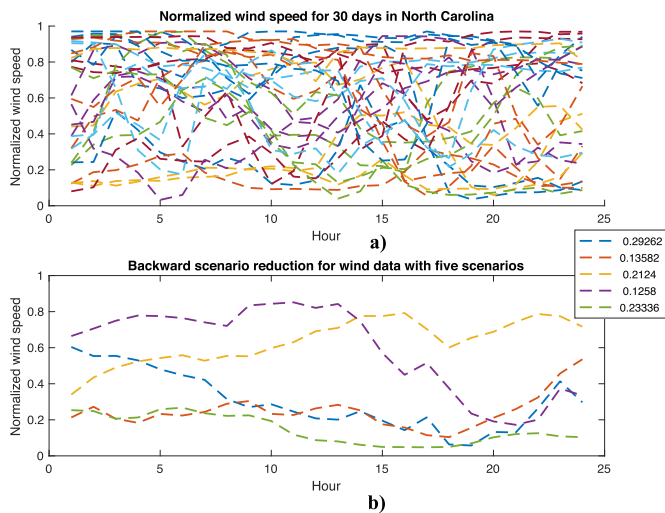 Normalized wind speed for 30 days in North Carolina
1
0.8
0.6
0.4
0.2
0
Normalized wind speed
0 5 10 15 20 25
Hour
a)
0.29262
0.13582
0.2124
0.1258
0.23336
Backward scenario reduction for wind data with five scenarios
1
0.8
0.6
0.4
0.2
0
Normalized wind speed
0 5 10 15 20 25
Hour
b)